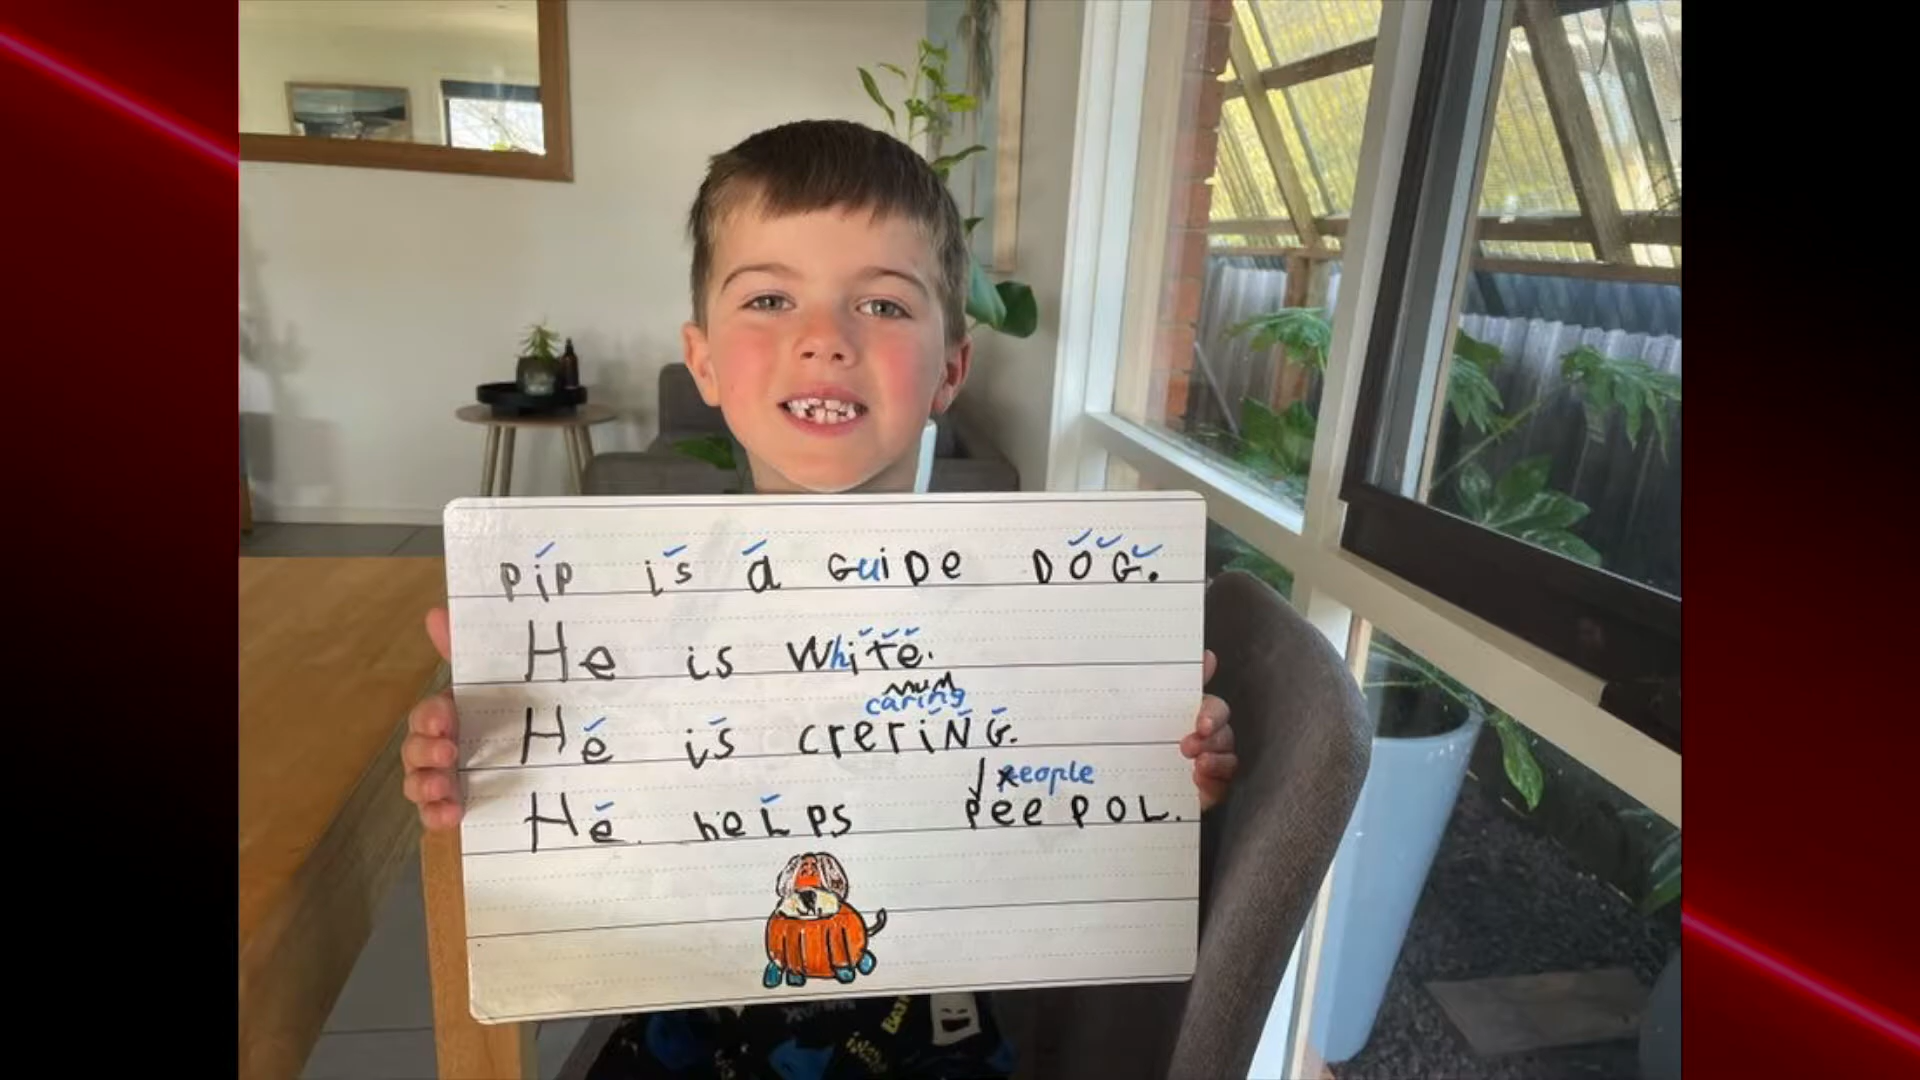 pip is a GUiDe DOG.
He is White.
mum
caring
He is crering.
people
He helps peepol.